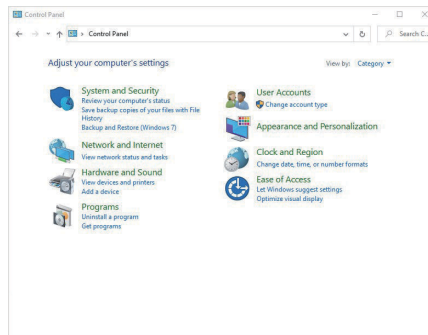 Control Panel
Control Panel
Search C...
Adjust your computer's settings
View by: Category
System and Security
Review your computer's status
Save backup copies of your files with File
History
Backup and Restore (Windows 7)
Network and Internet
View network status and tasks
Hardware and Sound
View devices and printers
Add a device
Programs
Uninstall a program
Get programs
User Accounts
Change account type
Appearance and Personalization
Clock and Region
Change date, time, or number formats
Ease of Access
Let Windows suggest settings
Optimize visual display